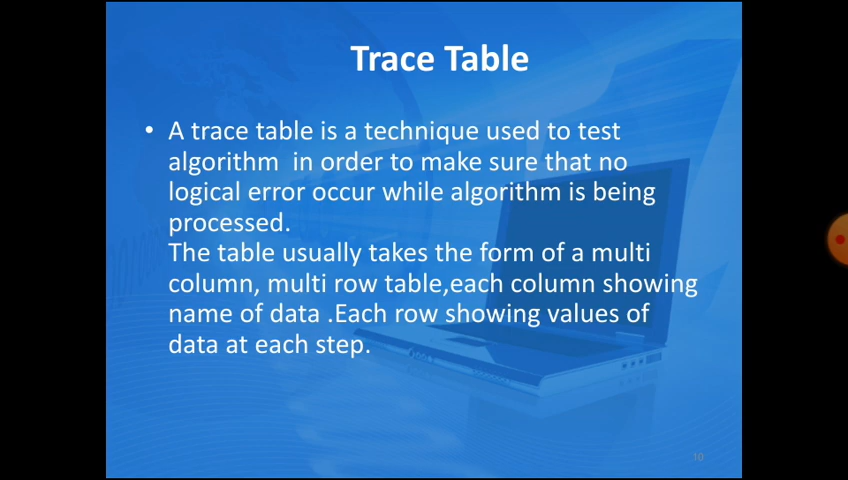 Trace Table
• A trace table is a technique used to test
algorithm  in order to make sure that no
logical error occur while algorithm is being
processed.
The table usually takes the form of a multi
column, multi row table,each column showing
name of data .Each row showing values of
data at each step.
10